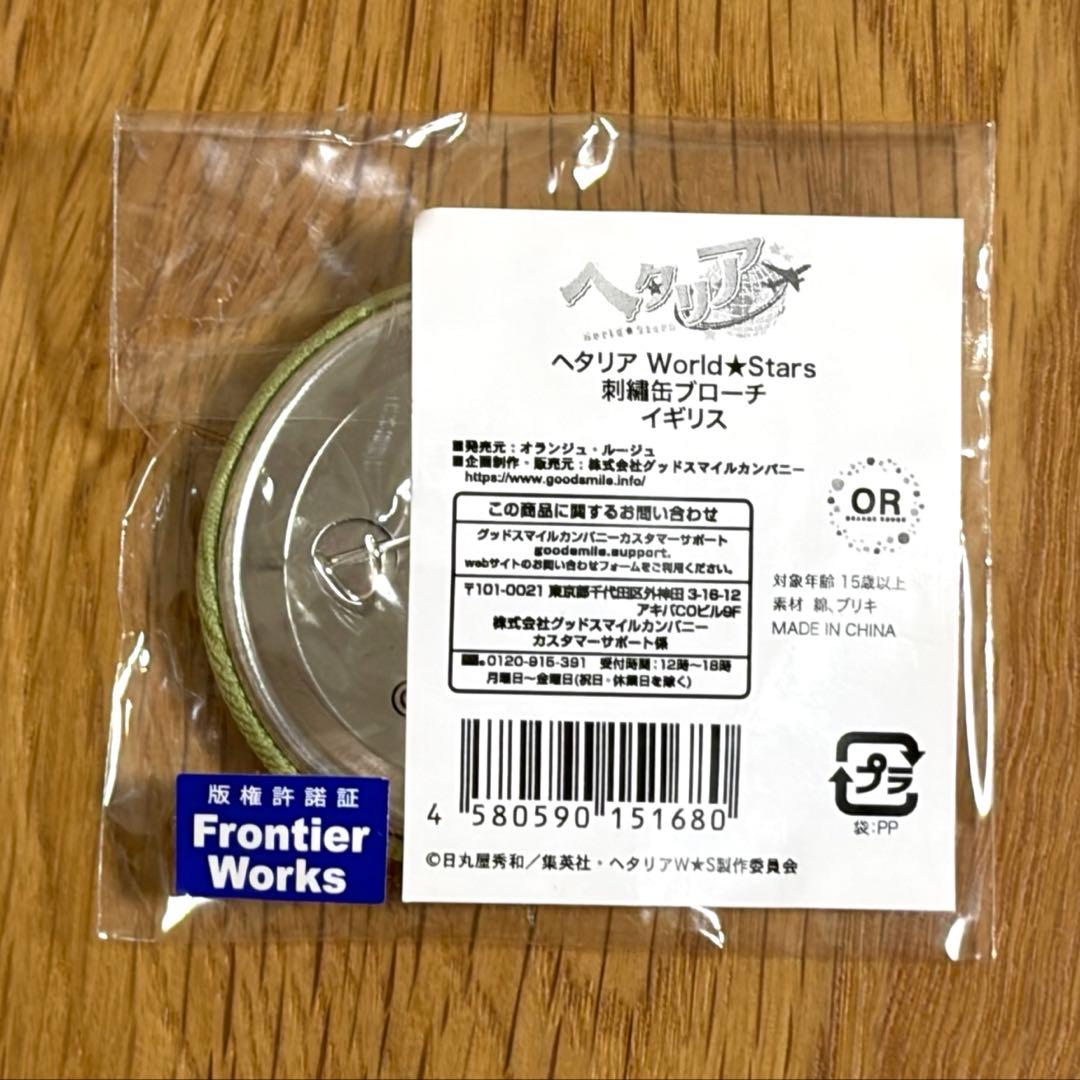 ヘタリア
World★Stars
ヘタリア World★Stars
刺繡缶ブローチ
イギリス
■発売元：オランジュ・ルージュ
■企画制作・販売元：株式会社グッドスマイルカンパニー
https://www.goodsmile.info/
この商品に関するお問い合わせ
グッドスマイルカンパニーカスタマーサポート
goodsmile.support.
webサイトのお問い合わせフォームをご利用ください。
〒101-0021 東京都千代田区外神田 3-16-12
アキバCOビル9F
株式会社グッドスマイルカンパニー
カスタマーサポート係
0120-915-391 受付時間：12時〜18時
月曜日〜金曜日(祝日・休業日を除く)
OR
ORANGE ROUGE
対象年齢 15歳以上
素材 綿、ブリキ
MADE IN CHINA
4 580590 151680
プラ
袋:PP
©日丸屋秀和／集英社・ヘタリアW★S製作委員会
版権許諾証
Frontier
Works